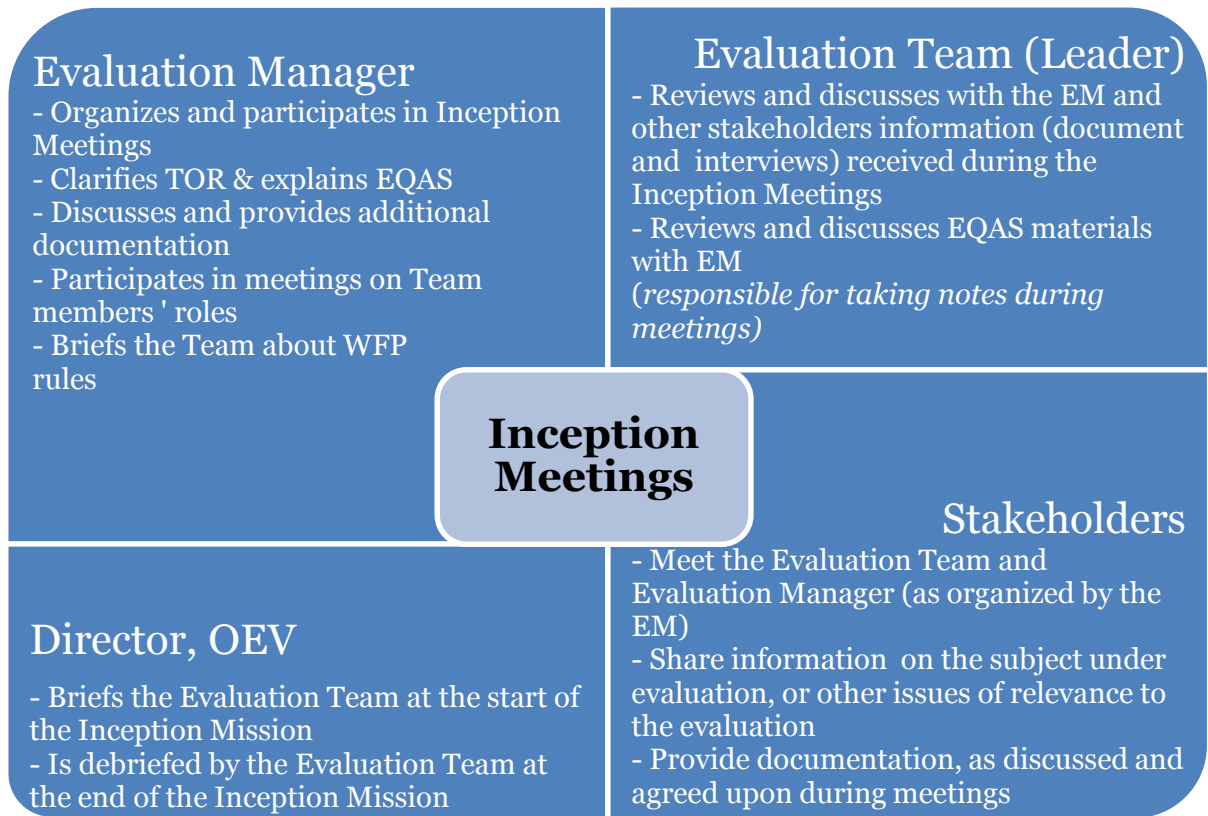 Evaluation Manager
- Organizes and participates in Inception
Meetings
- Clarifies TOR & explains EQAS
- Discusses and provides additional
documentation
- Participates in meetings on Team
members ' roles
- Briefs the Team about WFP
rules
Evaluation Team (Leader)
- Reviews and discusses with the EM and
other stakeholders information (document
and interviews) received during the
Inception Meetings
- Reviews and discusses EQAS materials
with EM
(responsible for taking notes during
meetings)
Inception
Meetings
Director, OEV
- Briefs the Evaluation Team at the start of
the Inception Mission
- Is debriefed by the Evaluation Team at
the end of the Inception Mission
Stakeholders
- Meet the Evaluation Team and
Evaluation Manager (as organized by the
EM)
- Share information on the subject under
evaluation, or other issues of relevance to
the evaluation
- Provide documentation, as discussed and
agreed upon during meetings